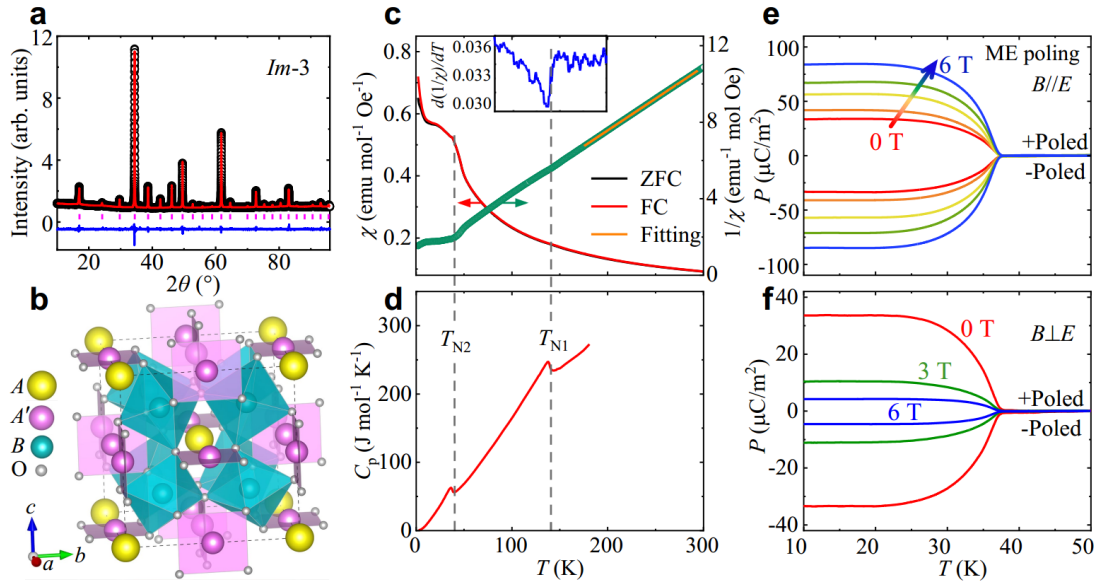 a
Intensity (arb. units)
12
8
4
0
Im-3
20 40 60 80
2θ (°)
b
A
A'
B
O
c
b
a
c
χ (emu mol⁻¹ Oe⁻¹)
0.8
0.6
0.4
0.2
d(1/χ)/dT
0.036
0.033
0.030
12
8
4
0
1/χ (emu⁻¹ mol Oe)
ZFC
FC
Fitting
d
Cp (J mol⁻¹ K⁻¹)
300
200
100
0
TN2
TN1
0 100 200 300
T (K)
e
P (μC/m²)
100
50
0
-50
-100
ME poling
B//E
6 T
0 T
+Poled
-Poled
f
P (μC/m²)
40
20
0
-20
-40
B⊥E
0 T
3 T
6 T
+Poled
-Poled
10 20 30 40 50
T (K)